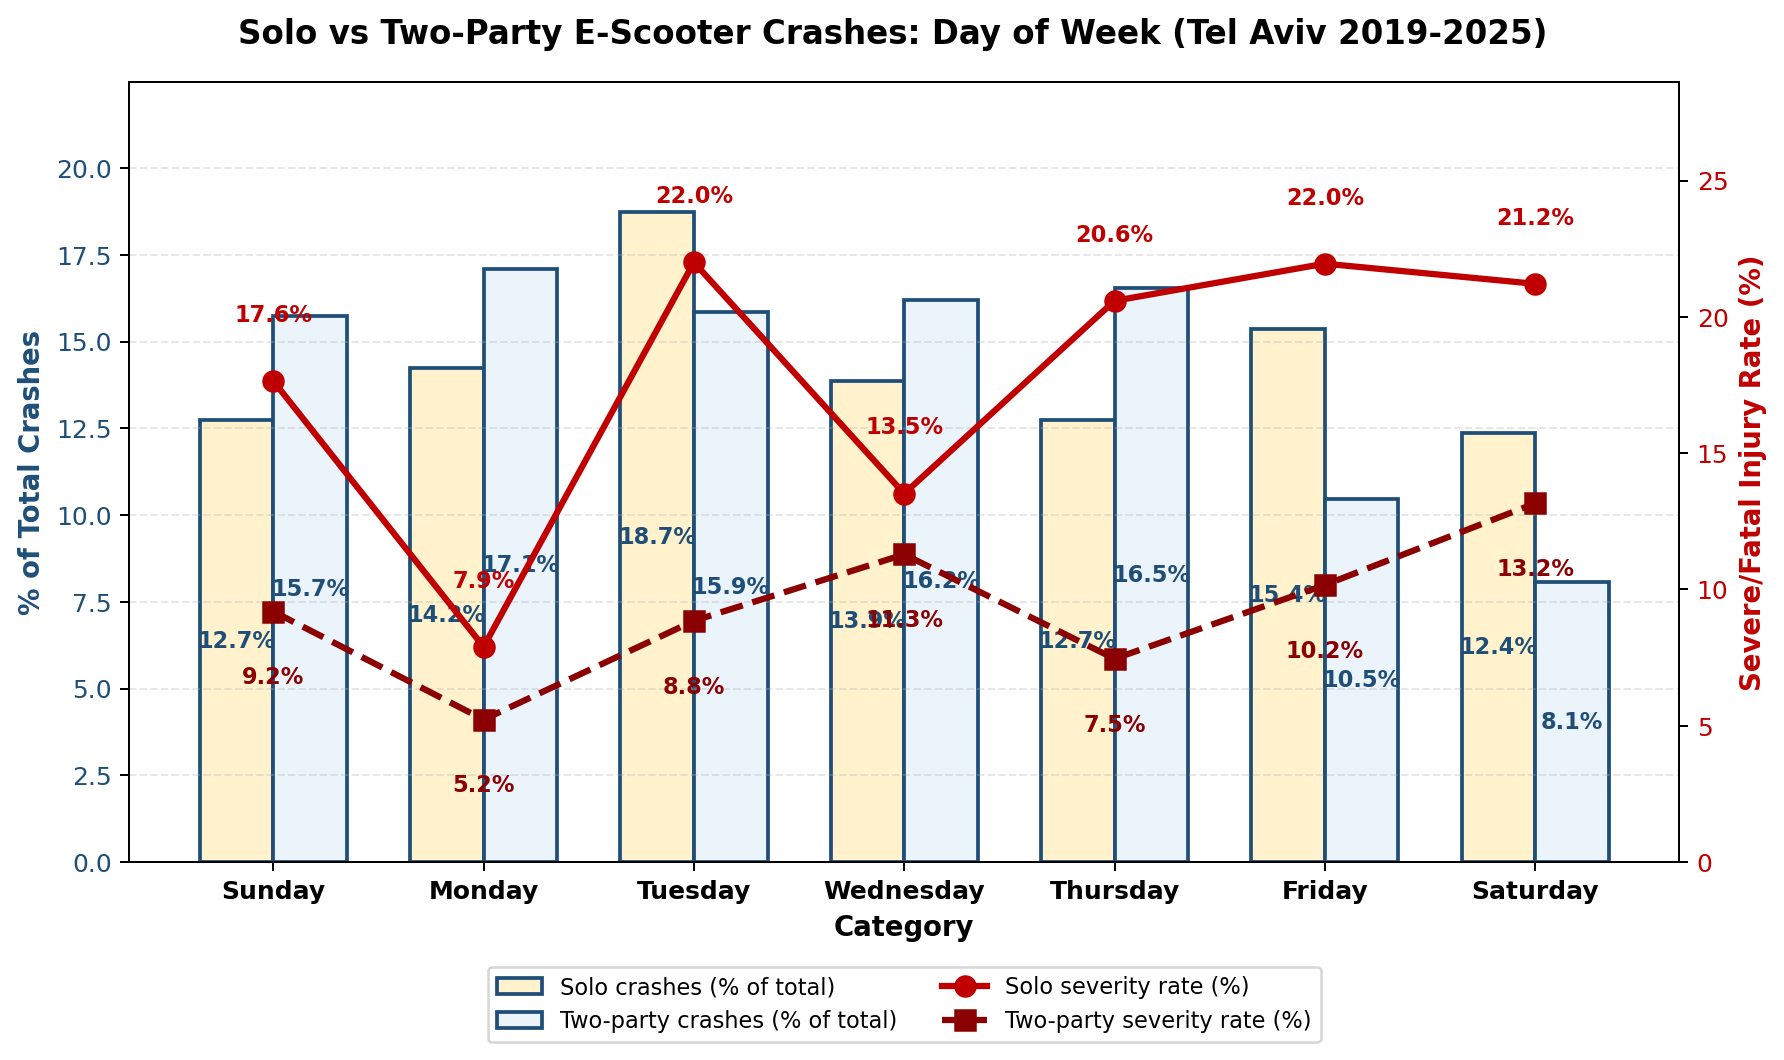 Solo vs Two-Party E-Scooter Crashes: Day of Week (Tel Aviv 2019-2025)
% of Total Crashes
20.0
17.5
15.0
12.5
10.0
7.5
5.0
2.5
0.0
25
20
15
10
5
0
Severe/Fatal Injury Rate (%)
17.6%
7.9%
22.0%
13.5%
20.6%
22.0%
21.2%
12.7%
15.7%
14.2%
17.1%
18.7%
15.9%
13.9%
16.2%
12.7%
16.5%
15.4%
10.5%
12.4%
8.1%
9.2%
5.2%
8.8%
11.3%
7.5%
10.2%
13.2%
Sunday
Monday
Tuesday
Wednesday
Thursday
Friday
Saturday
Category
Solo crashes (% of total)
Two-party crashes (% of total)
Solo severity rate (%)
Two-party severity rate (%)